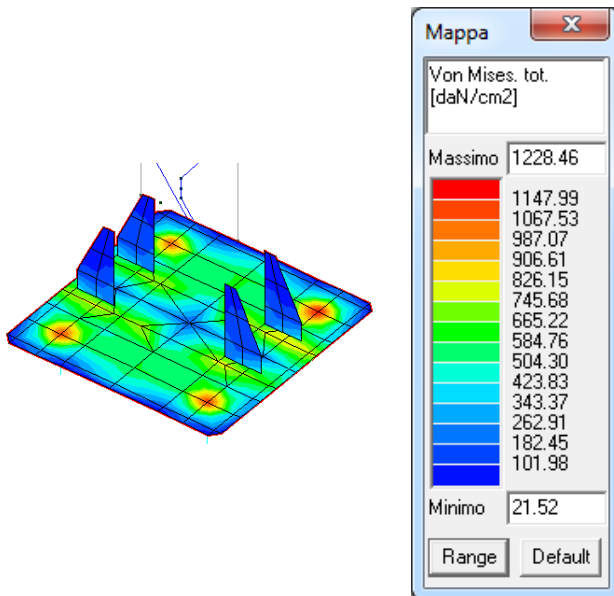 Mappa
Von Mises. tot.
[daN/cm2]
Massimo 1228.46
1147.99
1067.53
987.07
906.61
826.15
745.68
665.22
584.76
504.30
423.83
343.37
262.91
182.45
101.98
Minimo 21.52
Range Default